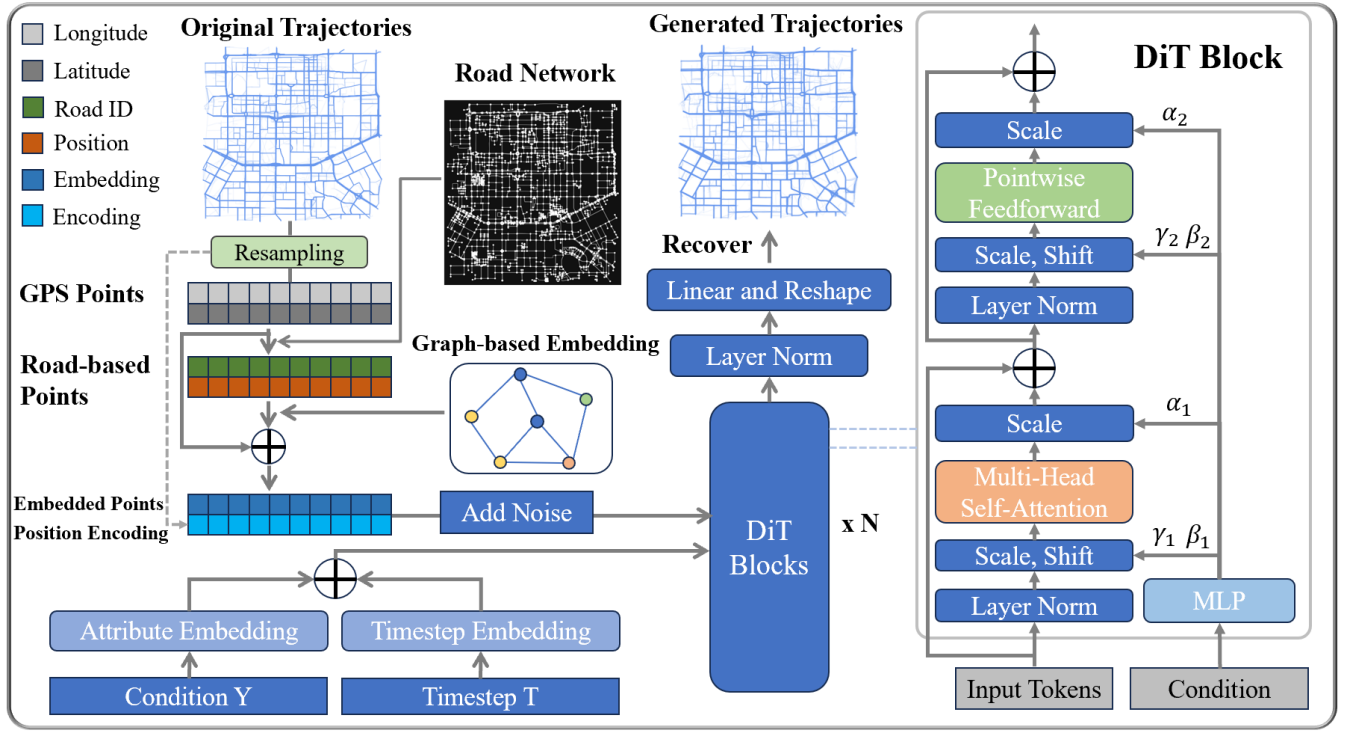 Longitude
Latitude
Road ID
Position
Embedding
Encoding
Original Trajectories
Road Network
Generated Trajectories
Resampling
GPS Points
Road-based
Points
Graph-based Embedding
Embedded Points
Position Encoding
Add Noise
Recover
Linear and Reshape
Layer Norm
DiT
Blocks
x N
Attribute Embedding
Timestep Embedding
Condition Y
Timestep T
DiT Block
Scale
α₂
Pointwise
Feedforward
Scale, Shift
γ₂ β₂
Layer Norm
Scale
α₁
Multi-Head
Self-Attention
Scale, Shift
γ₁ β₁
Layer Norm
MLP
Input Tokens
Condition